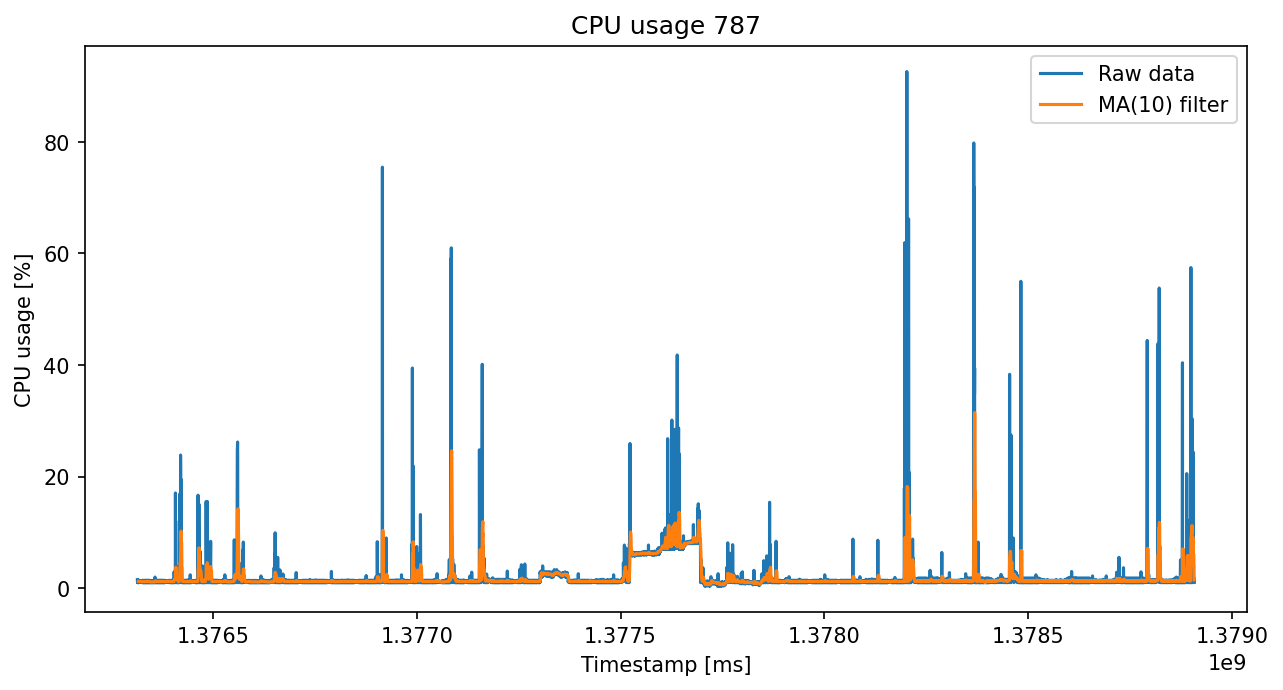 CPU usage 787
Raw data
MA(10) filter
CPU usage [%]
80
60
40
20
0
1.3765
1.3770
1.3775
1.3780
1.3785
1.3790
1e9
Timestamp [ms]